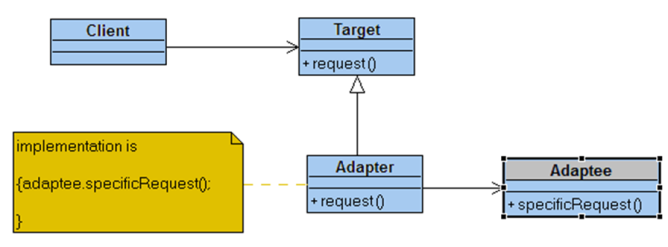 Client
Target
+ request()
implementation is
{adaptee.specificRequest();
}
Adapter
+ request()
Adaptee
+ specificRequest()